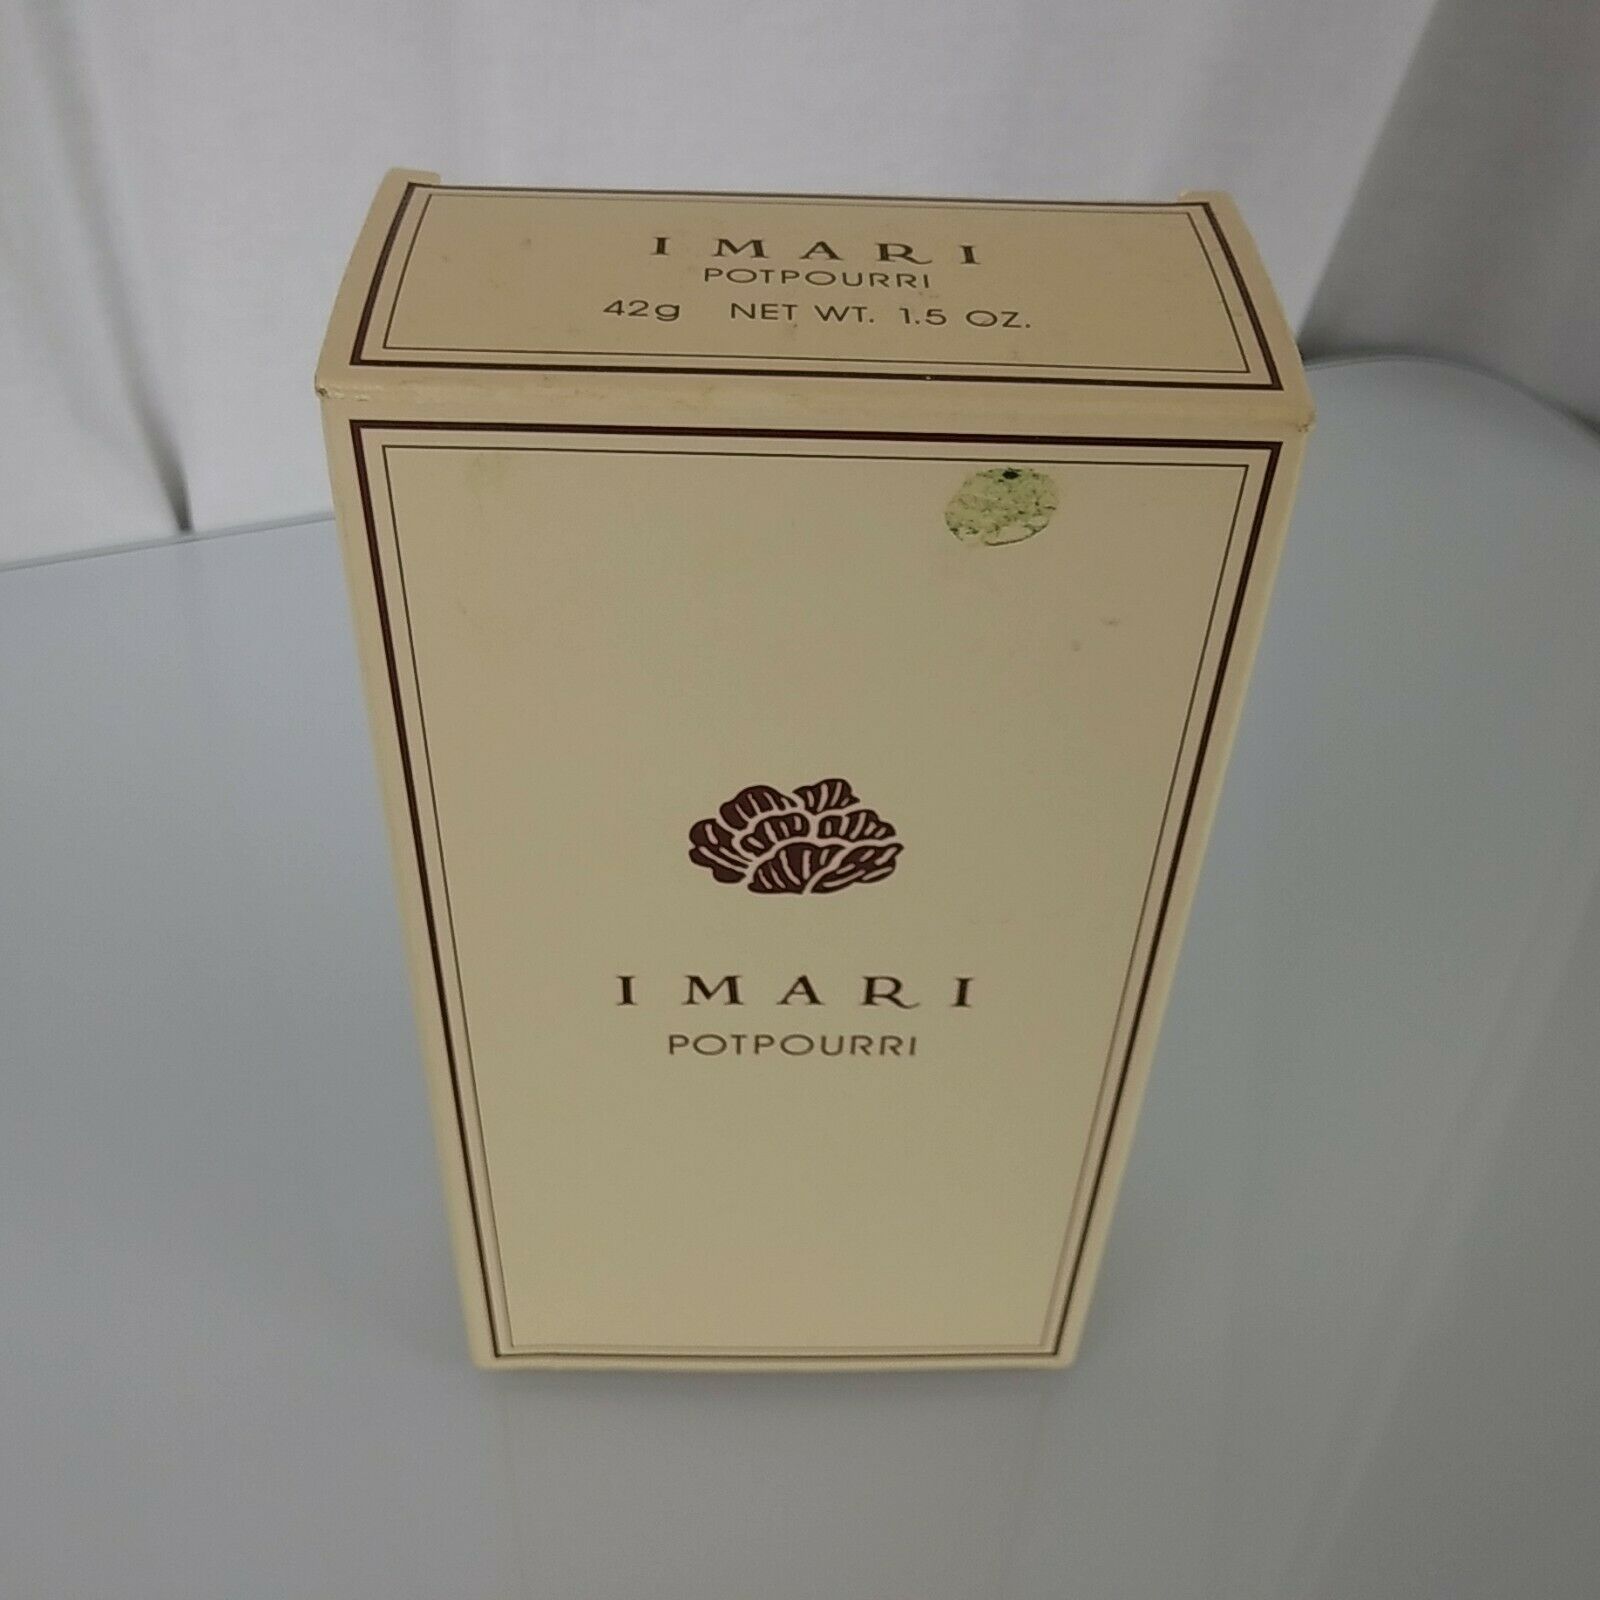 IMARI
POTPOURRI
42g NET WT. 1.5 OZ.
IMARI
POTPOURRI